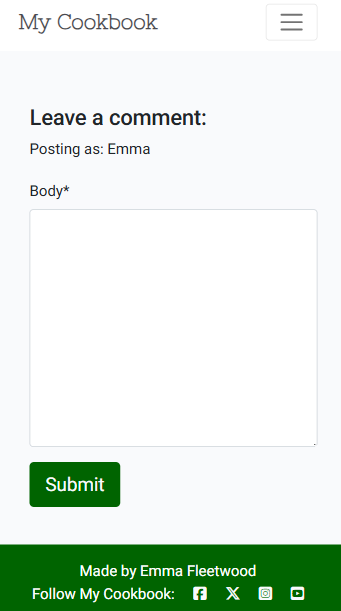 My Cookbook
Leave a comment:
Posting as: Emma
Body*
Submit
Made by Emma Fleetwood
Follow My Cookbook: